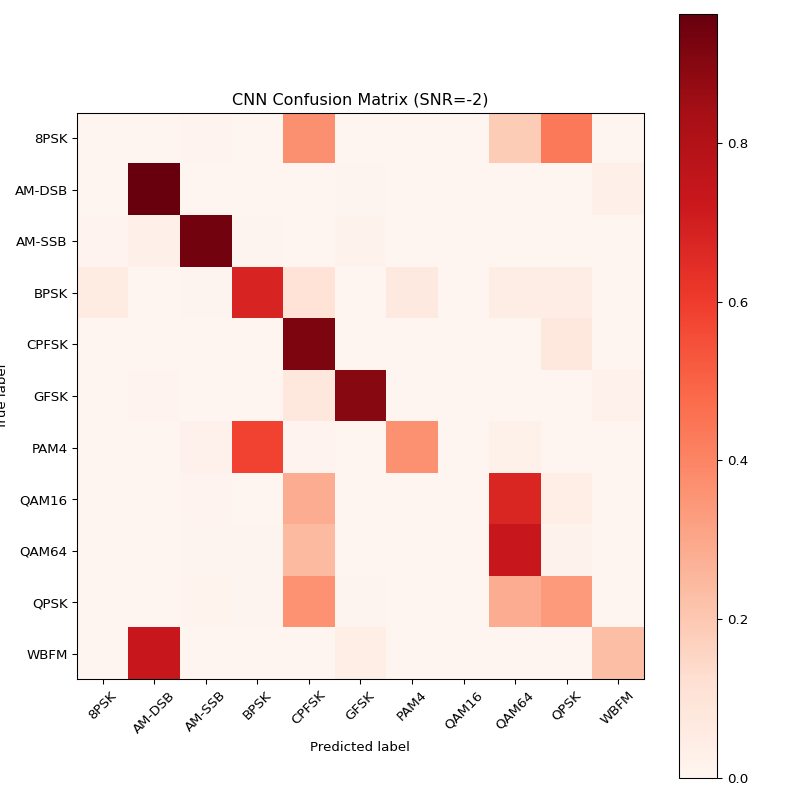 CNN Confusion Matrix (SNR=-2)
8PSK
AM-DSB
AM-SSB
BPSK
CPFSK
GFSK
PAM4
QAM16
QAM64
QPSK
WBFM
8PSK
AM-DSB
AM-SSB
BPSK
CPFSK
GFSK
PAM4
QAM16
QAM64
QPSK
WBFM
Predicted label
label
0.8
0.6
0.4
0.2
0.0